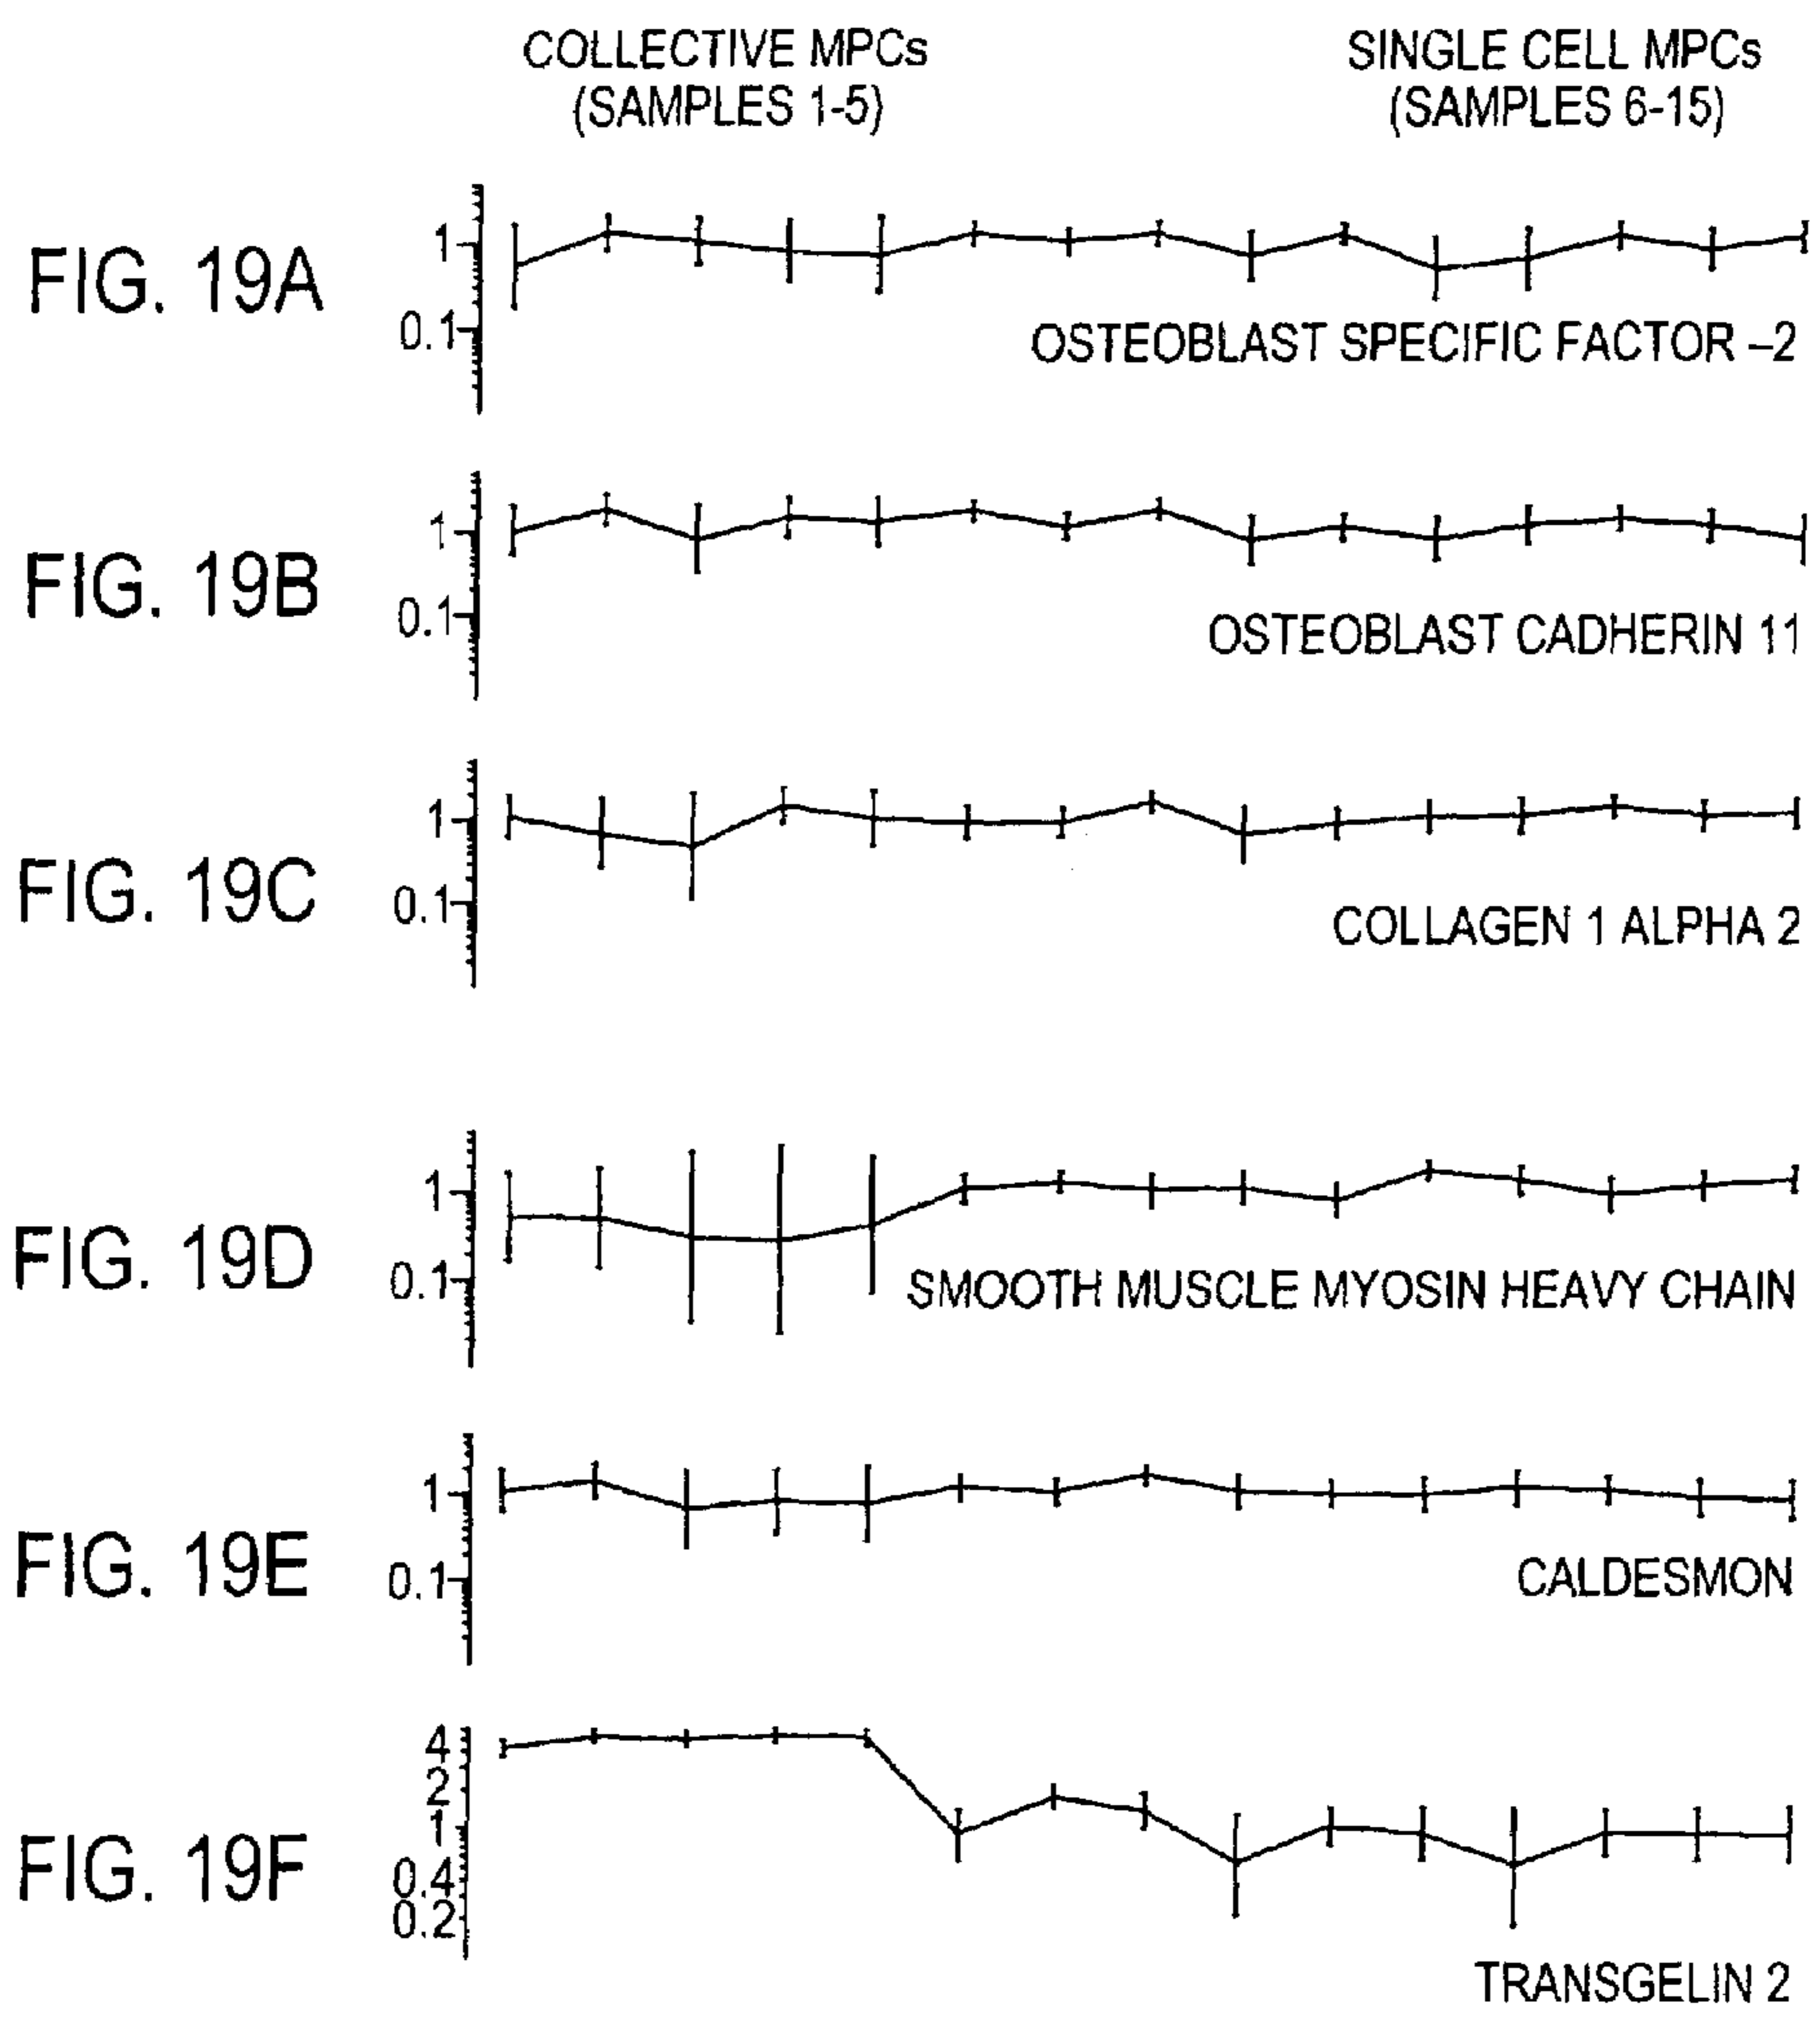 COLLECTIVE MPCs
(SAMPLES 1-5)
SINGLE CELL MPCs
(SAMPLES 6-15)
FIG. 19A
1
0.1
OSTEOBLAST SPECIFIC FACTOR –2
FIG. 19B
1
0.1
OSTEOBLAST CADHERIN 11
FIG. 19C
1
0.1
COLLAGEN 1 ALPHA 2
FIG. 19D
1
0.1
SMOOTH MUSCLE MYOSIN HEAVY CHAIN
FIG. 19E
1
0.1
CALDESMON
FIG. 19F
4
2
1
0.4
0.2
TRANSGELIN 2